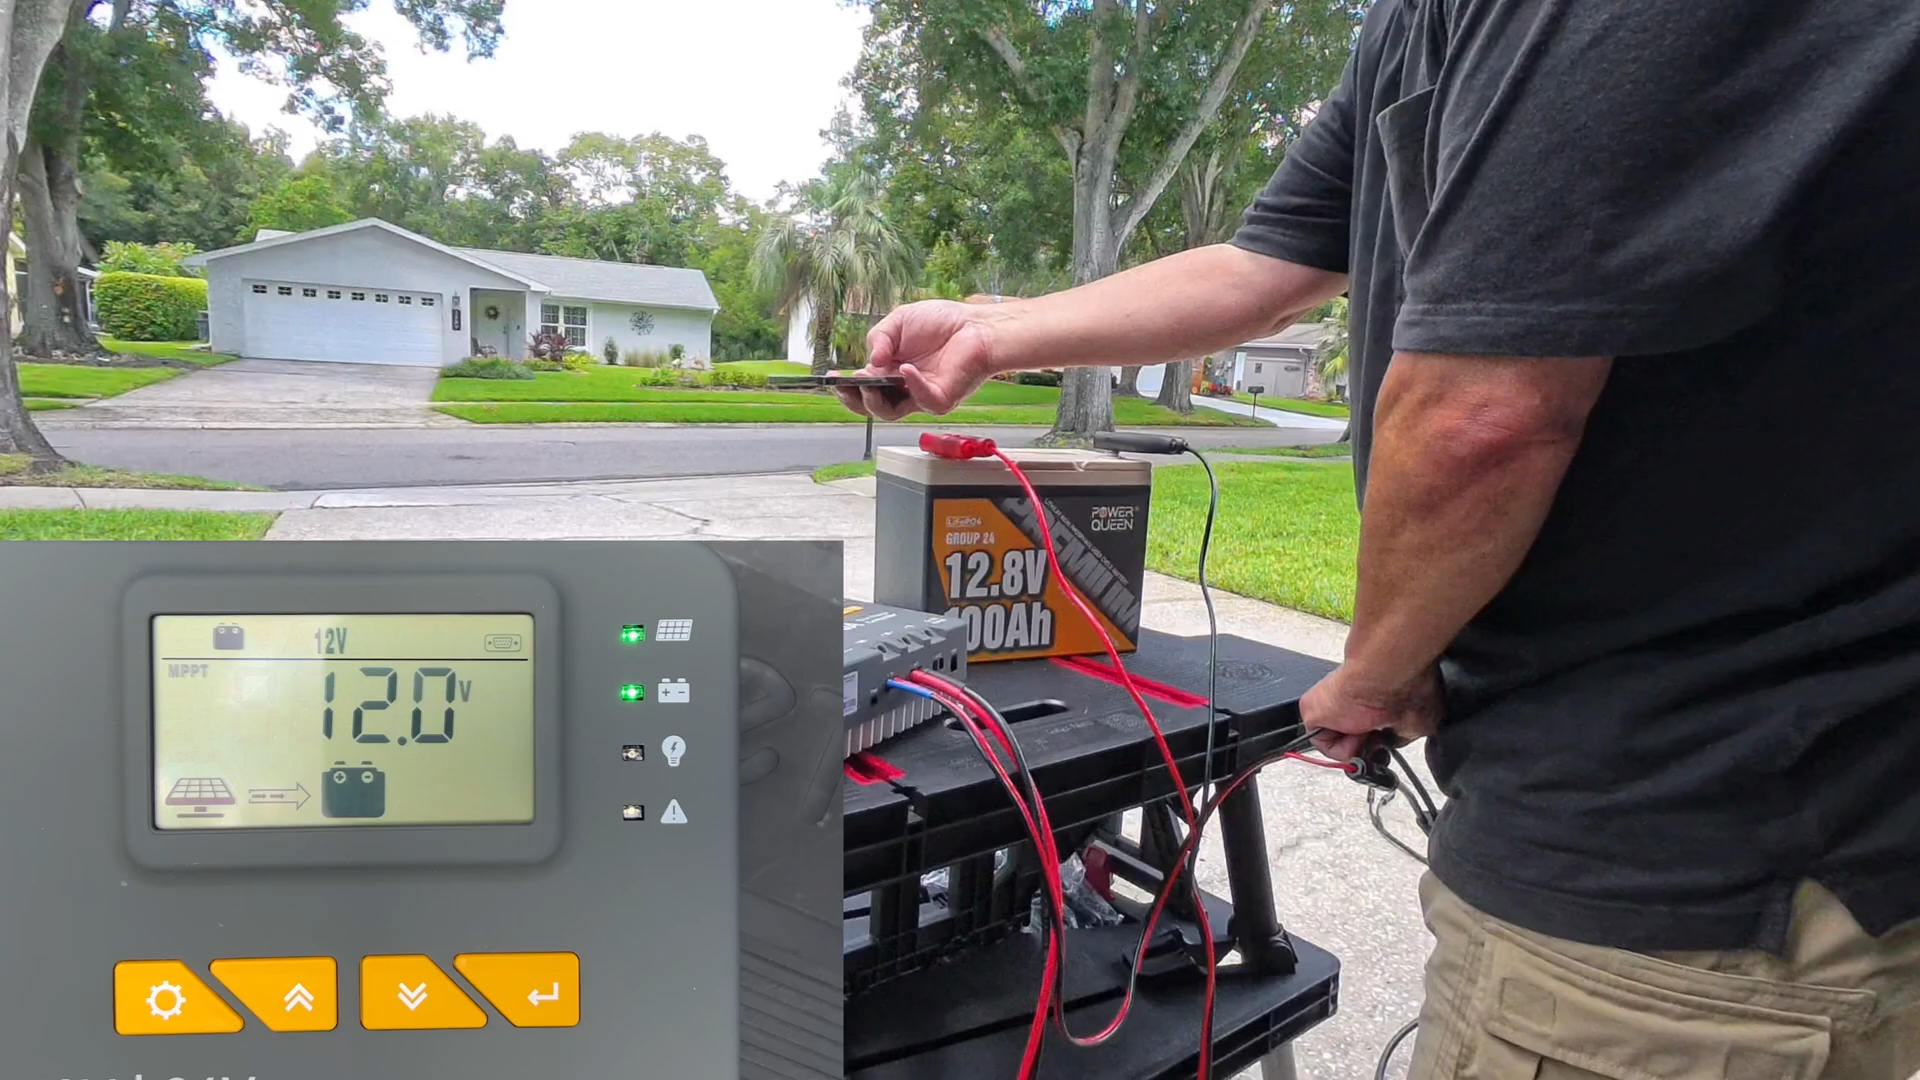 LiFePO4
GROUP 24
12.8V
100Ah
POWER
QUEEN
PREMIUM
12V
MPPT
12.0V